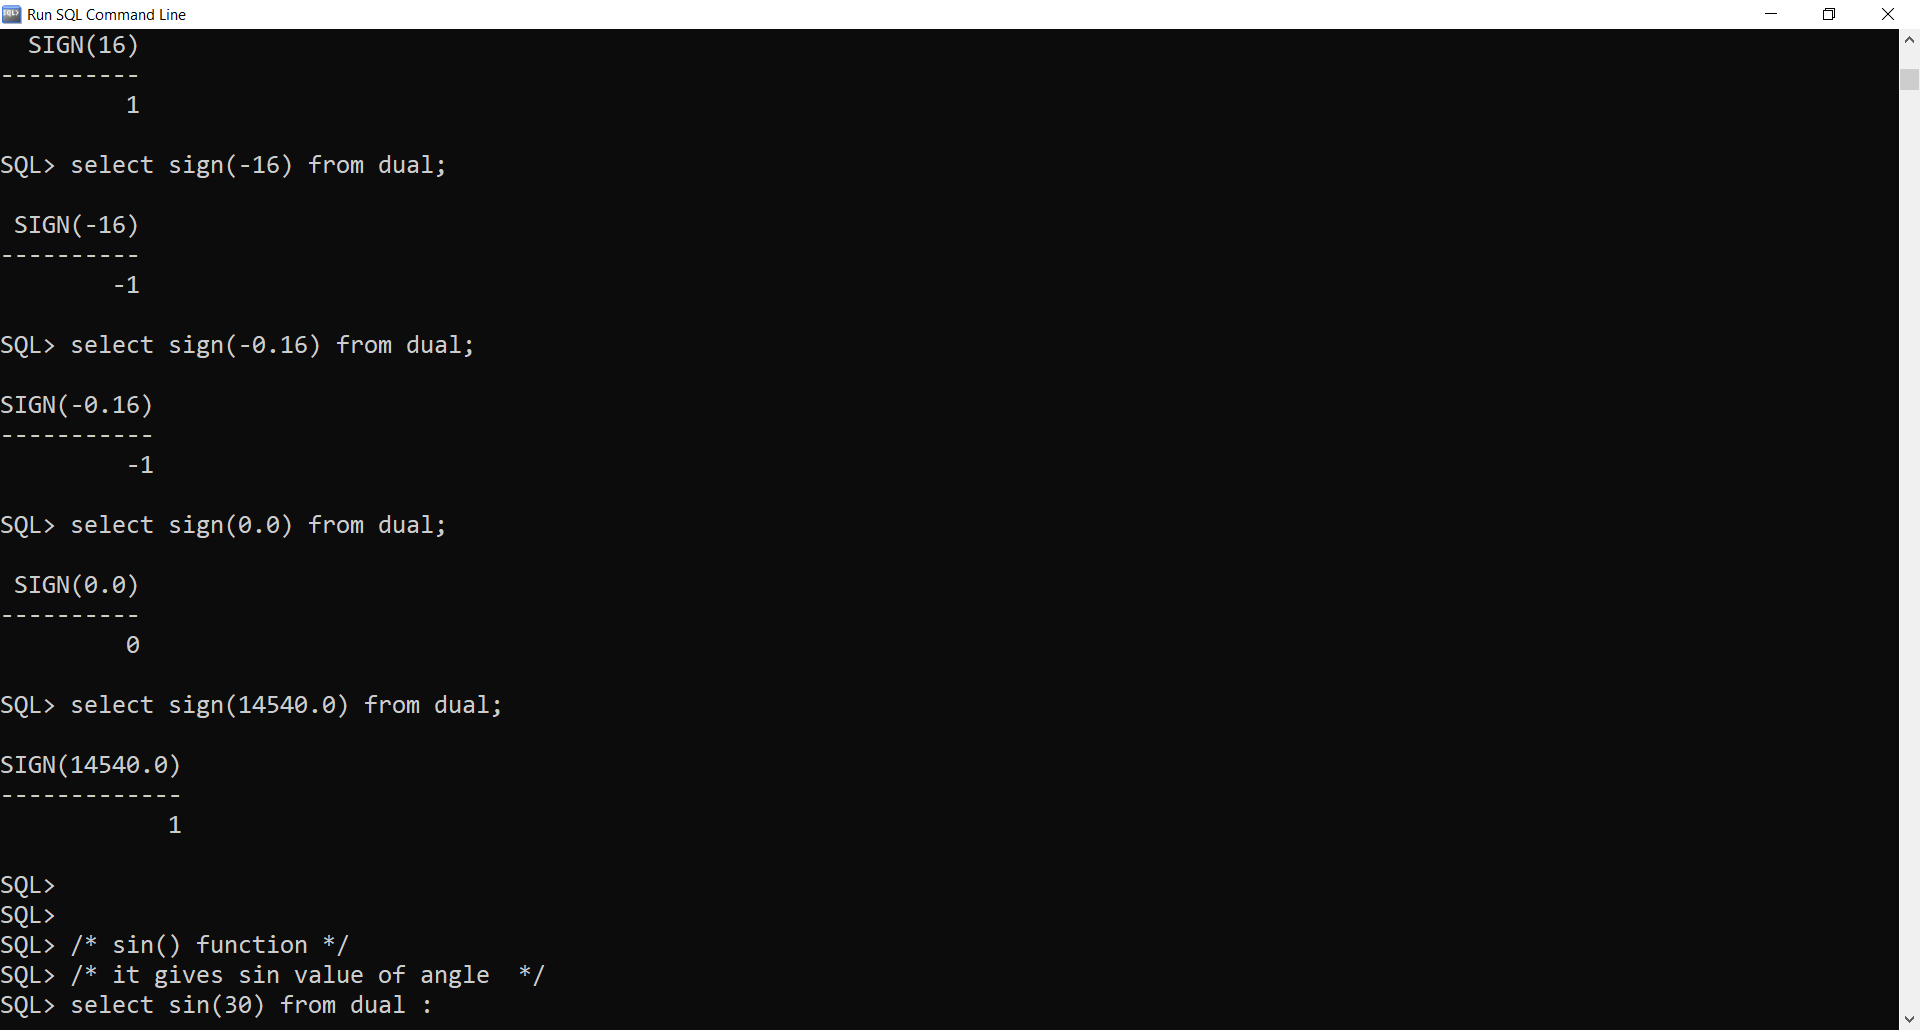 Run SQL Command Line
SIGN(16)
----------
1
SQL> select sign(-16) from dual;
SIGN(-16)
----------
-1
SQL> select sign(-0.16) from dual;
SIGN(-0.16)
-----------
-1
SQL> select sign(0.0) from dual;
SIGN(0.0)
----------
0
SQL> select sign(14540.0) from dual;
SIGN(14540.0)
-------------
1
SQL>
SQL>
SQL> /* sin() function */
SQL> /* it gives sin value of angle  */
SQL> select sin(30) from dual :